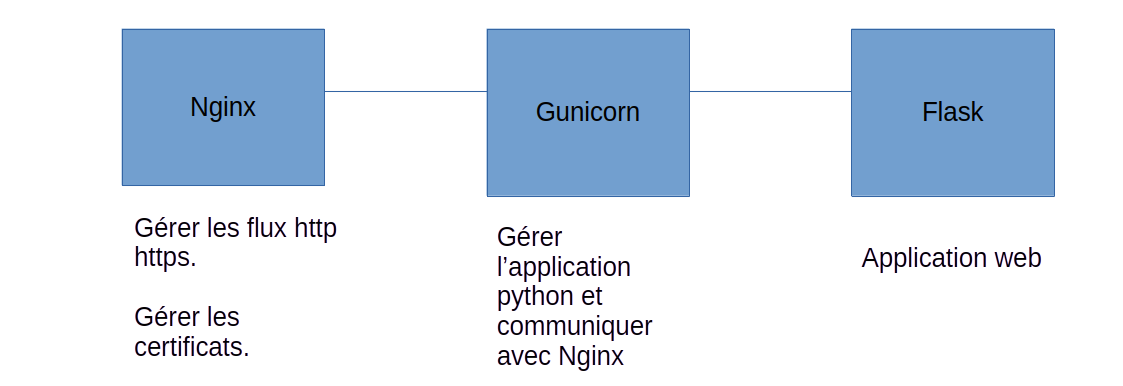 Nginx
Gunicorn
Flask
Gérer les flux http
https.
Gérer les
certificats.
Gérer
l’application
python et
communiquer
avec Nginx
Application web